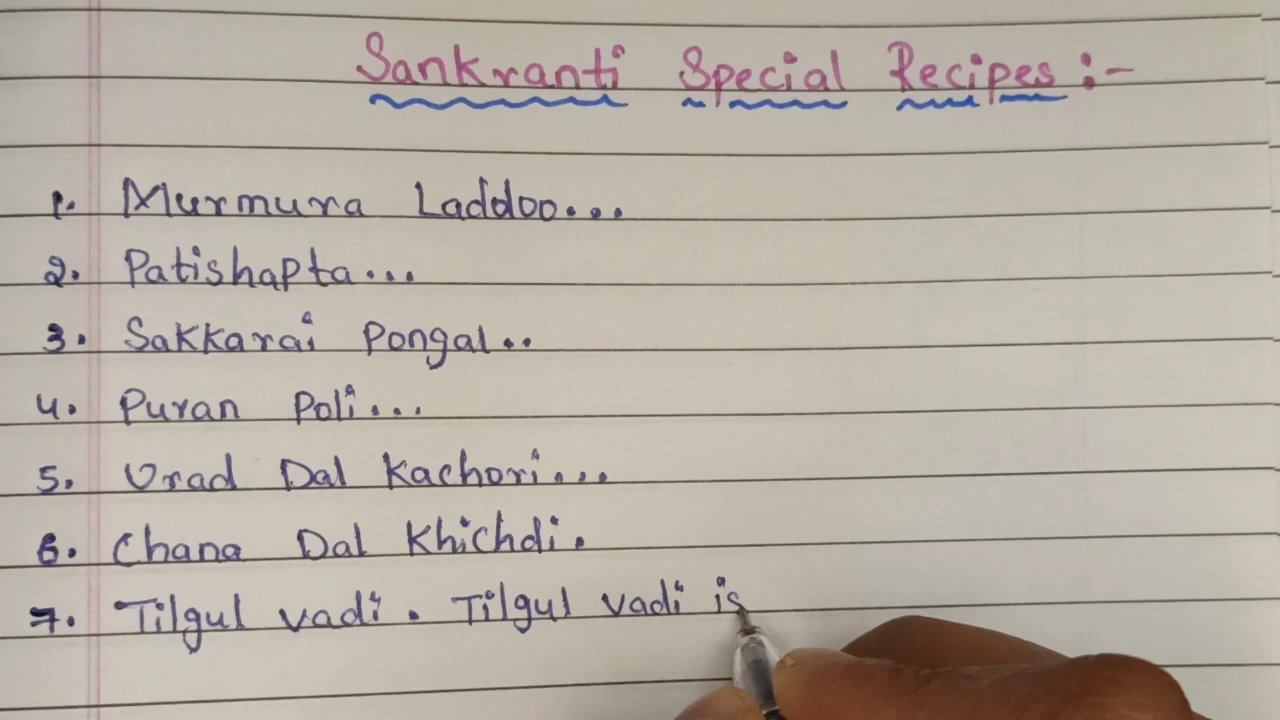 Sankranti Special Recipes :-
1. Murmura Laddoo...
2. Patishapta...
3. Sakkarai Pongal..
4. Puran Poli...
5. Urad Dal Kachori...
6. Chana Dal Khichdi.
7. Tilgul vadi. Tilgul vadi is